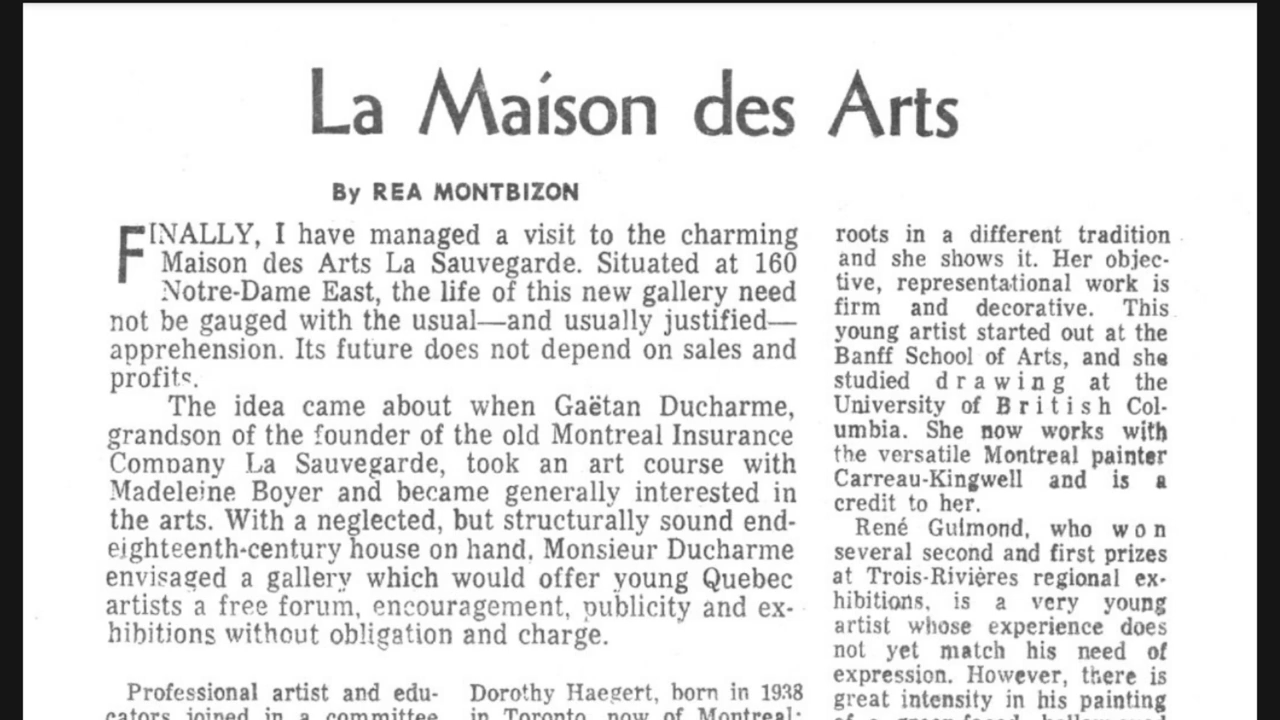 La Maison des Arts
By REA MONTBIZON
FINALLY, I have managed a visit to the charming
Maison des Arts La Sauvegarde. Situated at 160
Notre-Dame East, the life of this new gallery need
not be gauged with the usual—and usually justified—
apprehension. Its future does not depend on sales and
profits.
The idea came about when Gaëtan Ducharme,
grandson of the founder of the old Montreal Insurance
Company La Sauvegarde, took an art course with
Madeleine Boyer and became generally interested in
the arts. With a neglected, but structurally sound end-
eighteenth-century house on hand, Monsieur Ducharme
envisaged a gallery which would offer young Quebec
artists a free forum, encouragement, publicity and ex-
hibitions without obligation and charge.
Professional artist and edu-
cators joined in a committee
Dorothy Haegert, born in 1938
in Toronto, now of Montreal;
roots in a different tradition
and she shows it. Her objec-
tive, representational work is
firm and decorative. This
young artist started out at the
Banff School of Arts, and she
studied drawing at the
University of British Col-
umbia. She now works with
the versatile Montreal painter
Carreau-Kingwell and is a
credit to her.
René Guimond, who won
several second and first prizes
at Trois-Rivières regional ex-
hibitions, is a very young
artist whose experience does
not yet match his need of
expression. However, there is
great intensity in his painting